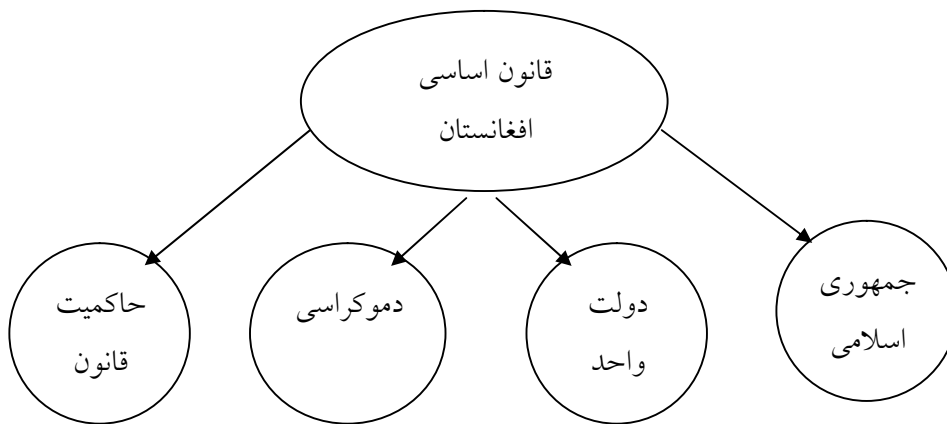 قانون اساسی
افغانستان
جمهوری
اسلامی
دولت
واحد
دموکراسی
حاکمیت
قانون